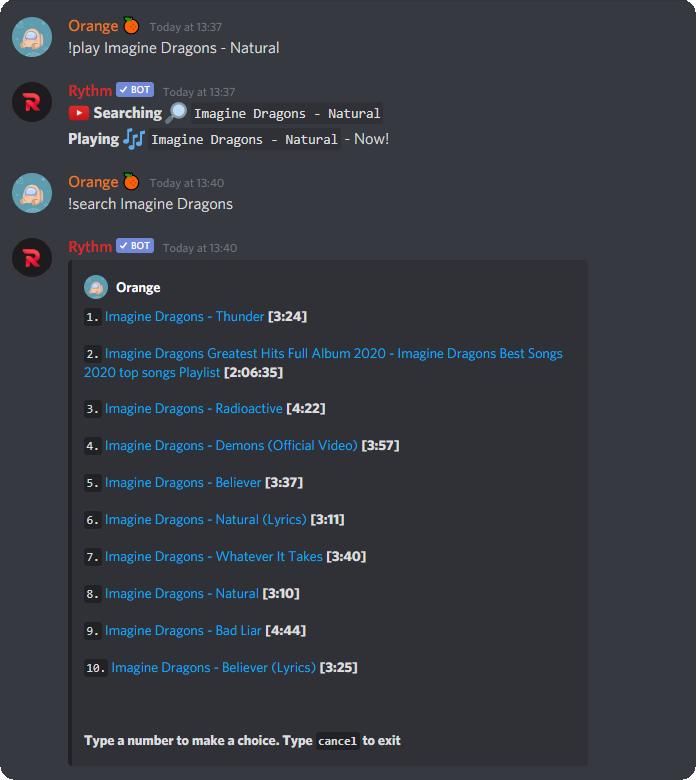 Orange 🍊 Today at 13:37
!play Imagine Dragons - Natural
Rythm ✓ BOT Today at 13:37
Searching 🔎 Imagine Dragons - Natural
Playing 🎶 Imagine Dragons - Natural - Now!
Orange 🍊 Today at 13:40
!search Imagine Dragons
Rythm ✓ BOT Today at 13:40
Orange
1. Imagine Dragons - Thunder [3:24]
2. Imagine Dragons Greatest Hits Full Album 2020 - Imagine Dragons Best Songs
2020 top songs Playlist [2:06:35]
3. Imagine Dragons - Radioactive [4:22]
4. Imagine Dragons - Demons (Official Video) [3:57]
5. Imagine Dragons - Believer [3:37]
6. Imagine Dragons - Natural (Lyrics) [3:11]
7. Imagine Dragons - Whatever It Takes [3:40]
8. Imagine Dragons - Natural [3:10]
9. Imagine Dragons - Bad Liar [4:44]
10. Imagine Dragons - Believer (Lyrics) [3:25]
Type a number to make a choice. Type cancel to exit